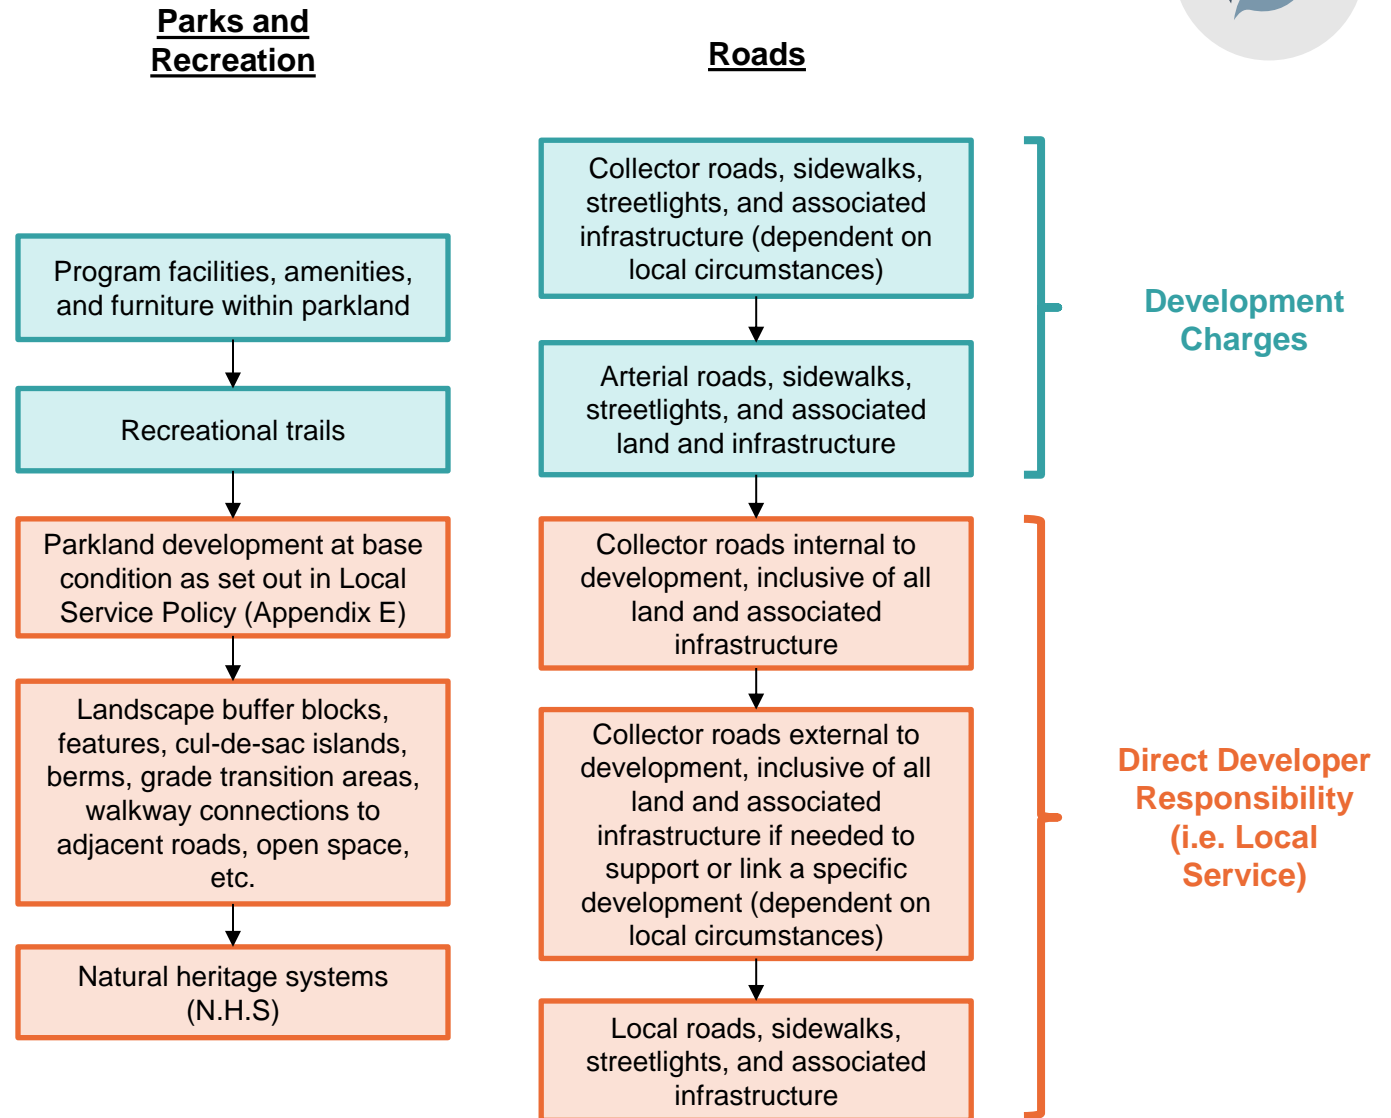 Parks and
Recreation
Roads
Program facilities, amenities,
and furniture within parkland
Recreational trails
Parkland development at base
condition as set out in Local
Service Policy (Appendix E)
Landscape buffer blocks,
features, cul-de-sac islands,
berms, grade transition areas,
walkway connections to
adjacent roads, open space,
etc.
Natural heritage systems
(N.H.S)
Collector roads, sidewalks,
streetlights, and associated
infrastructure (dependent on
local circumstances)
Arterial roads, sidewalks,
streetlights, and associated
land and infrastructure
Collector roads internal to
development, inclusive of all
land and associated
infrastructure
Collector roads external to
development, inclusive of all
land and associated
infrastructure if needed to
support or link a specific
development (dependent on
local circumstances)
Local roads, sidewalks,
streetlights, and associated
infrastructure
Development
Charges
Direct Developer
Responsibility
(i.e. Local
Service)